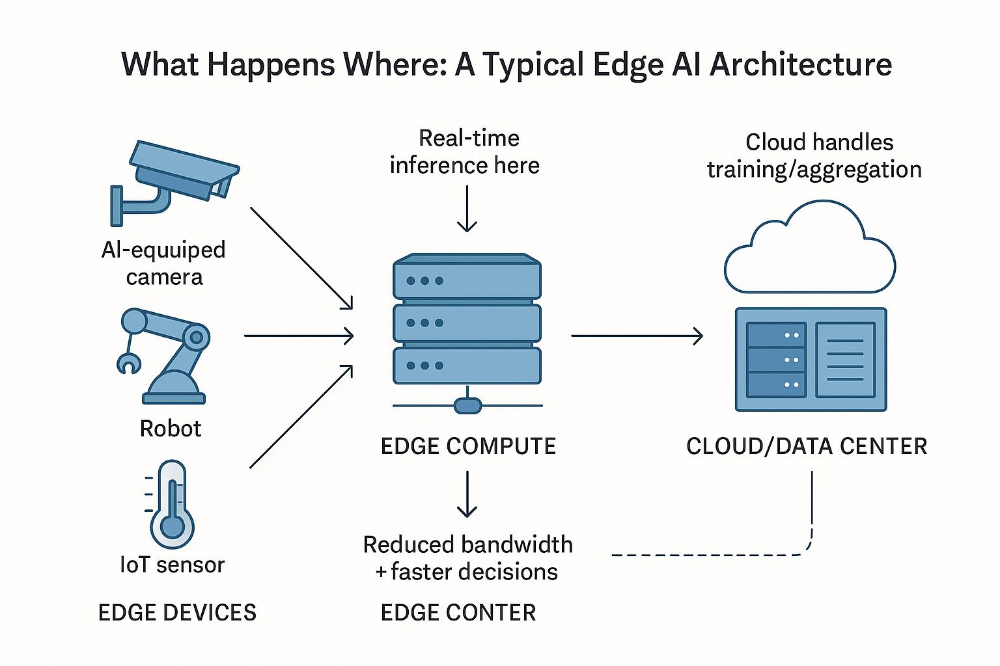 What Happens Where: A Typical Edge AI Architecture
Real-time
inference here
Cloud handles
training/aggregation
AI-equuiped
camera
Robot
IoT sensor
EDGE DEVICES
EDGE COMPUTE
Reduced bandwidth
+ faster decisions
EDGE CONTER
CLOUD/DATA CENTER